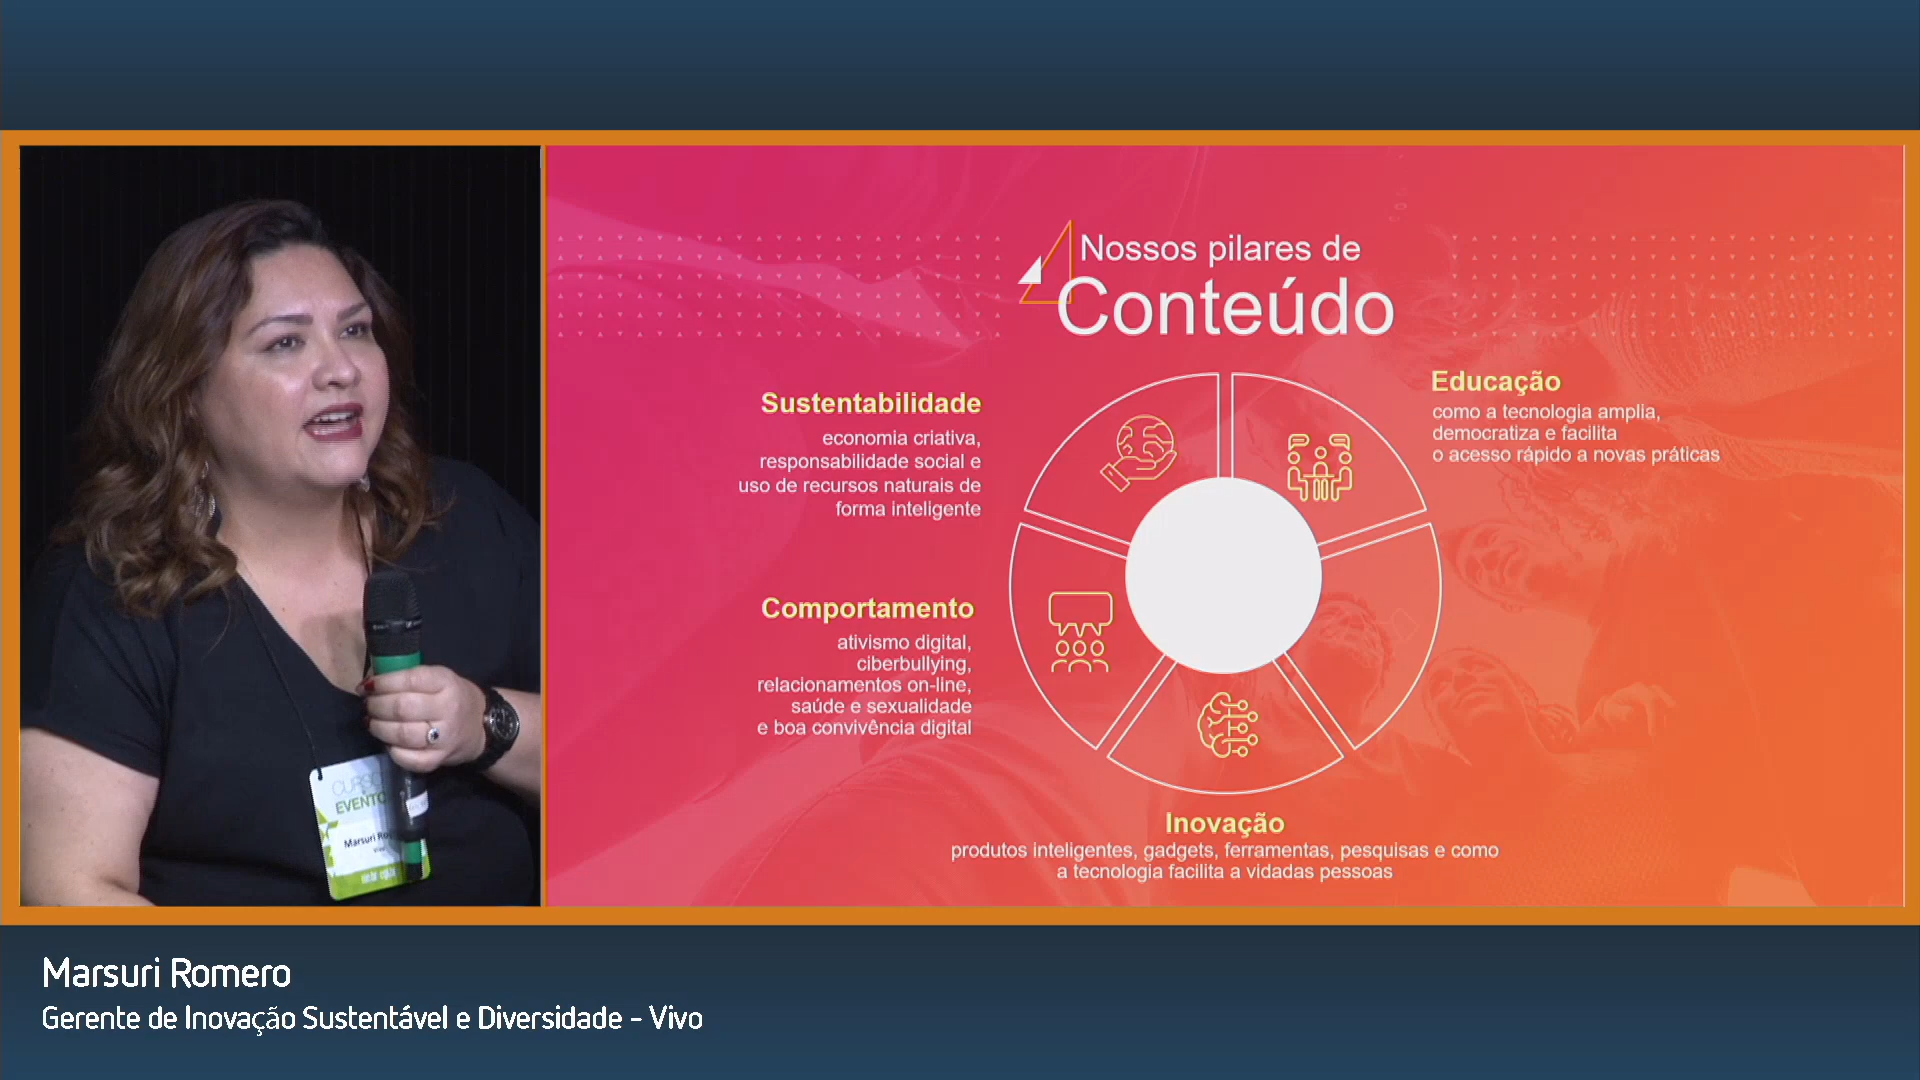 Nossos pilares de
Conteúdo
Sustentabilidade
economia criativa,
responsabilidade social e
uso de recursos naturais de
forma inteligente
Educação
como a tecnologia amplia,
democratiza e facilita
o acesso rápido a novas práticas
Comportamento
ativismo digital,
ciberbullying,
relacionamentos on-line,
saúde e sexualidade
e boa convivência digital
Inovação
produtos inteligentes, gadgets, ferramentas, pesquisas e como
a tecnologia facilita a vidadas pessoas
EVENTO
Marsuri
Marsuri Romero
Gerente de Inovação Sustentável e Diversidade - Vivo